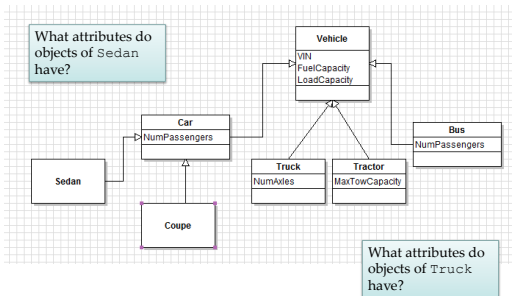 What attributes do
objects of Sedan
have?
Vehicle
VIN
FuelCapacity
LoadCapacity
Car
NumPassengers
Bus
NumPassengers
Sedan
Truck
NumAxles
Tractor
MaxTowCapacity
Coupe
What attributes do
objects of Truck
have?